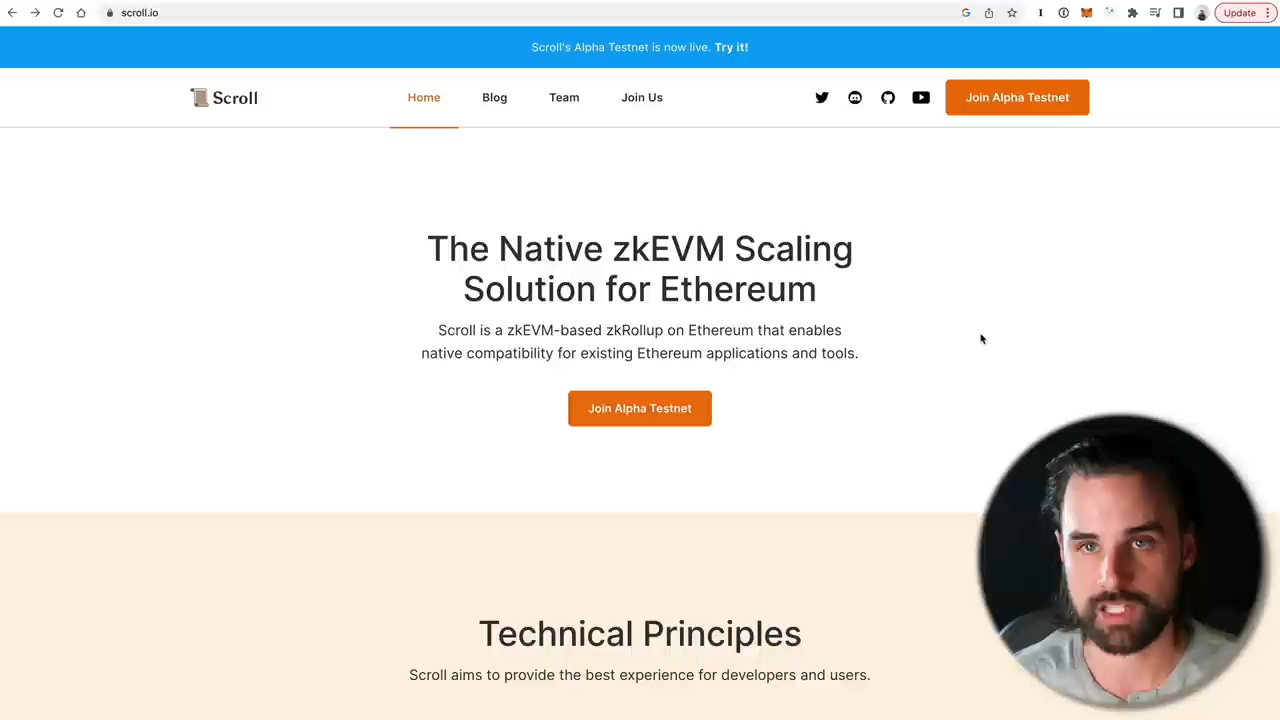 scroll.io
Update
Scroll's Alpha Testnet is now live. Try it!
Scroll
Home
Blog
Team
Join Us
Join Alpha Testnet
The Native zkEVM Scaling
Solution for Ethereum
Scroll is a zkEVM-based zkRollup on Ethereum that enables
native compatibility for existing Ethereum applications and tools.
Join Alpha Testnet
Technical Principles
Scroll aims to provide the best experience for developers and users.